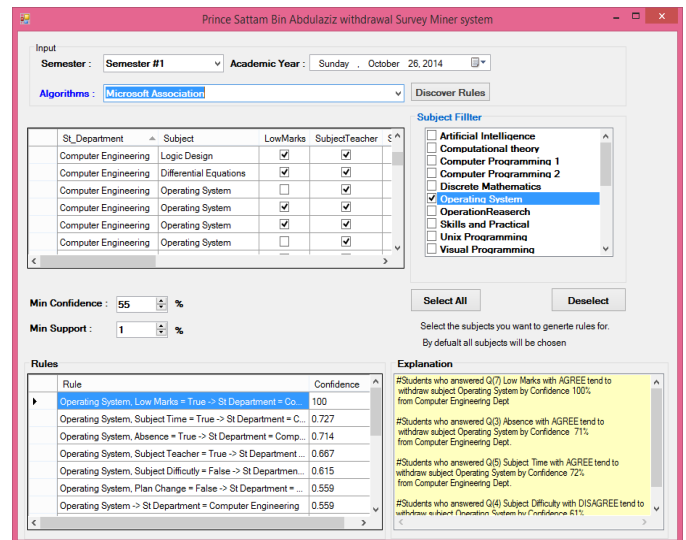 Prince Sattam Bin Abdulaziz withdrawal Survey Miner system
Input
Semester : Semester #1 Academic Year : Sunday , October 26, 2014
Algorithms : Microsoft Association Discover Rules
Subject Fillter
St_Department Subject LowMarks SubjectTeacher
Computer Engineering Logic Design
Computer Engineering Differential Equations
Computer Engineering Operating System
Computer Engineering Operating System
Computer Engineering Operating System
Computer Engineering Operating System
Artificial Intelligence
Computational theory
Computer Programming 1
Computer Programming 2
Discrete Mathematics
Operating System
OperationReaserch
Skills and Practical
Unix Programming
Visual Programming
Min Confidence : 55 %
Min Support : 1 %
Select All Deselect
Select the subjects you want to generte rules for.
By defualt all subjects will be chosen
Rules
Rule Confidence
Operating System, Low Marks = True -> St Department = Co... 100
Operating System, Subject Time = True -> St Department = C... 0.727
Operating System, Absence = True -> St Department = Comp... 0.714
Operating System, Subject Teacher = True -> St Department ... 0.667
Operating System, Subject Difficutly = False -> St Departmen... 0.615
Operating System, Plan Change = False -> St Department = ... 0.559
Operating System -> St Department = Computer Engineering 0.559
Explanation
#Students who answered Q(7) Low Marks with AGREE tend to
withdraw subject Operating System by Confidence 100%
from Computer Engineering Dept
#Students who answered Q(3) Absence with AGREE tend to
withdraw subject Operating System by Confidence 71%
from Computer Engineering Dept.
#Students who answered Q(5) Subject Time with AGREE tend to
withdraw subject Operating System by Confidence 72%
from Computer Engineering Dept.
#Students who answered Q(4) Subject Difficulty with DISAGREE tend to
withdraw subject Operating System by Confidence 61%